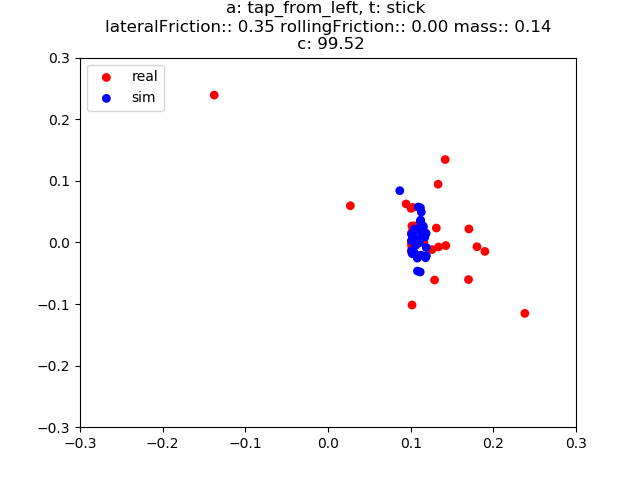 a: tap_from_left, t: stick
lateralFriction:: 0.35 rollingFriction:: 0.00 mass:: 0.14
c: 99.52
real
sim
0.3
0.2
0.1
0.0
−0.1
−0.2
−0.3
−0.3 −0.2 −0.1 0.0 0.1 0.2 0.3